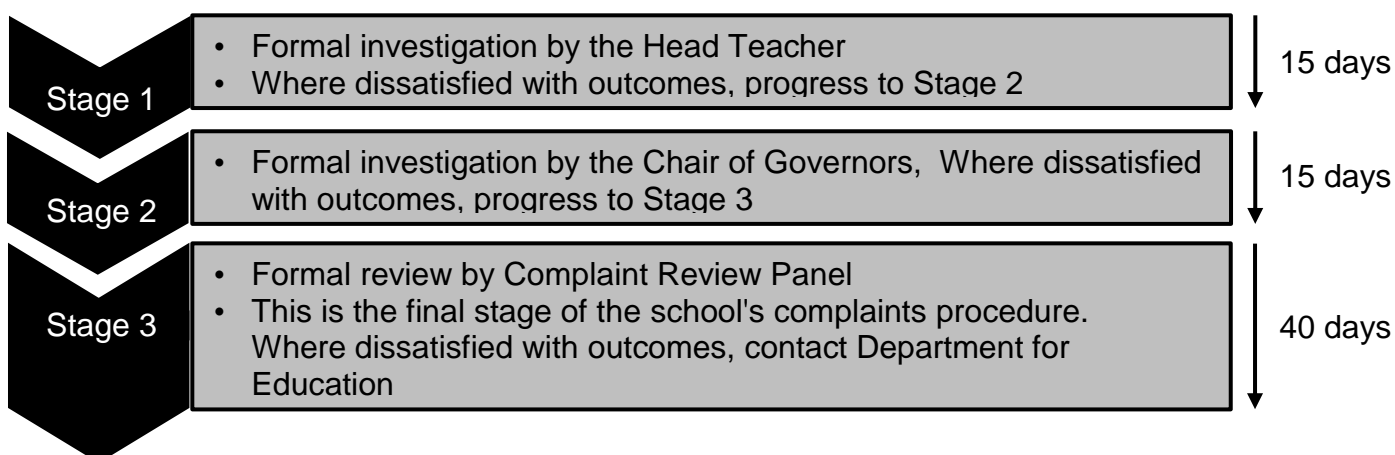 Stage 1
• Formal investigation by the Head Teacher
• Where dissatisfied with outcomes, progress to Stage 2
15 days
Stage 2
• Formal investigation by the Chair of Governors,  Where dissatisfied
with outcomes, progress to Stage 3
15 days
Stage 3
• Formal review by Complaint Review Panel
• This is the final stage of the school's complaints procedure.
Where dissatisfied with outcomes, contact Department for
Education
40 days